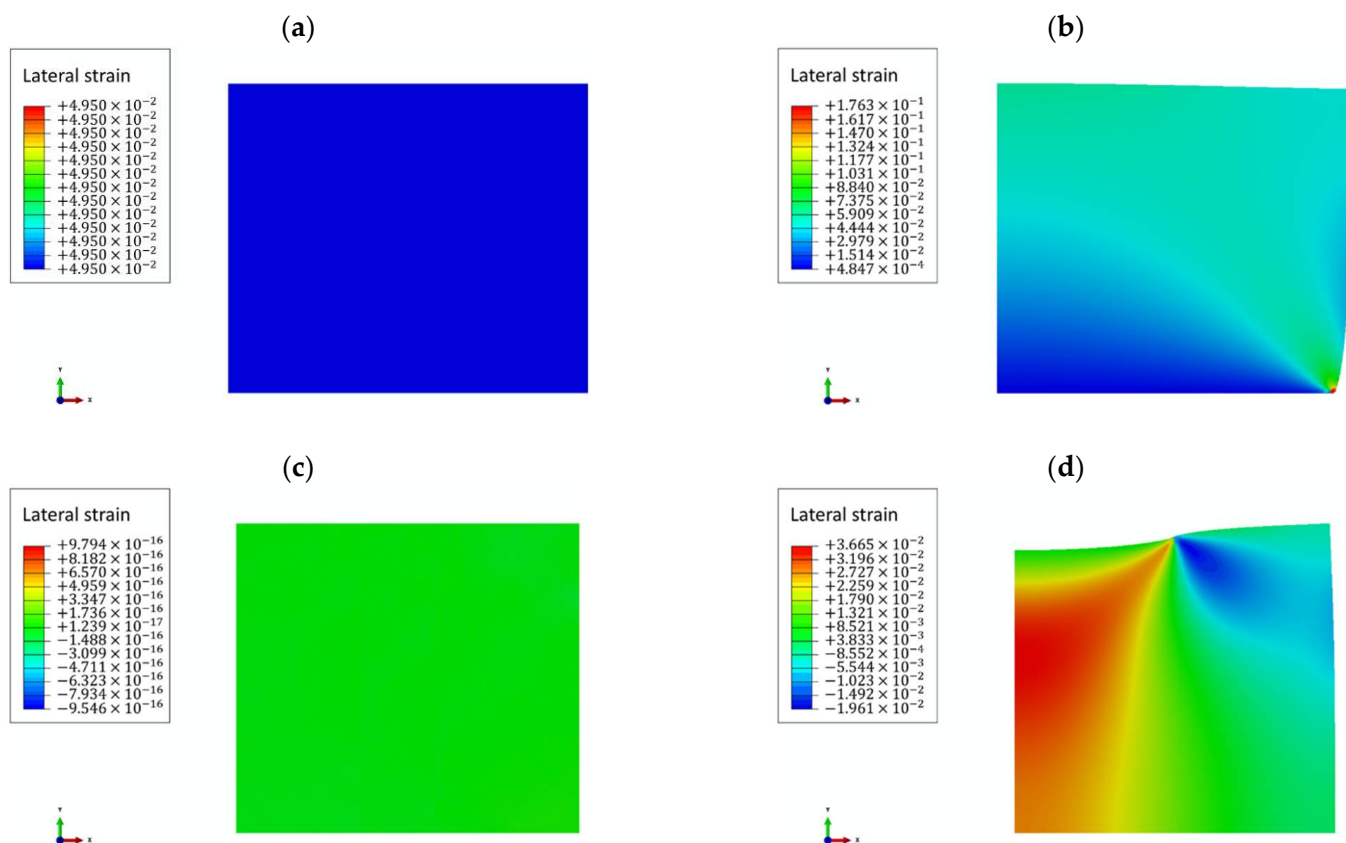 (a)
Lateral strain
+4.950 × 10⁻²
+4.950 × 10⁻²
+4.950 × 10⁻²
+4.950 × 10⁻²
+4.950 × 10⁻²
+4.950 × 10⁻²
+4.950 × 10⁻²
+4.950 × 10⁻²
+4.950 × 10⁻²
+4.950 × 10⁻²
+4.950 × 10⁻²
+4.950 × 10⁻²
+4.950 × 10⁻²
Y
X
(b)
Lateral strain
+1.763 × 10⁻¹
+1.617 × 10⁻¹
+1.470 × 10⁻¹
+1.324 × 10⁻¹
+1.177 × 10⁻¹
+1.031 × 10⁻¹
+8.840 × 10⁻²
+7.375 × 10⁻²
+5.909 × 10⁻²
+4.444 × 10⁻²
+2.979 × 10⁻²
+1.514 × 10⁻²
+4.847 × 10⁻⁴
Y
X
(c)
Lateral strain
+9.794 × 10⁻¹⁶
+8.182 × 10⁻¹⁶
+6.570 × 10⁻¹⁶
+4.959 × 10⁻¹⁶
+3.347 × 10⁻¹⁶
+1.736 × 10⁻¹⁶
+1.239 × 10⁻¹⁷
−1.488 × 10⁻¹⁶
−3.099 × 10⁻¹⁶
−4.711 × 10⁻¹⁶
−6.323 × 10⁻¹⁶
−7.934 × 10⁻¹⁶
−9.546 × 10⁻¹⁶
Y
X
(d)
Lateral strain
+3.665 × 10⁻²
+3.196 × 10⁻²
+2.727 × 10⁻²
+2.259 × 10⁻²
+1.790 × 10⁻²
+1.321 × 10⁻²
+8.521 × 10⁻³
+3.833 × 10⁻³
−8.552 × 10⁻⁴
−5.544 × 10⁻³
−1.023 × 10⁻²
−1.492 × 10⁻²
−1.961 × 10⁻²
Y
X